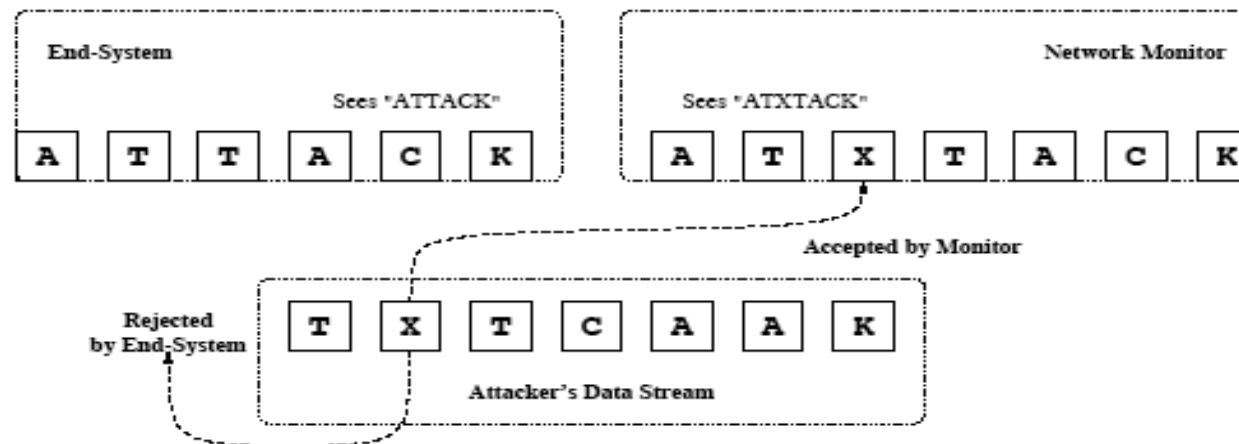 End-System
Network Monitor
Sees "ATTACK"
Sees "ATXTACK"
A T T A C K
A T X T A C K
Accepted by Monitor
Rejected
by End-System
T X T C A A K
Attacker's Data Stream